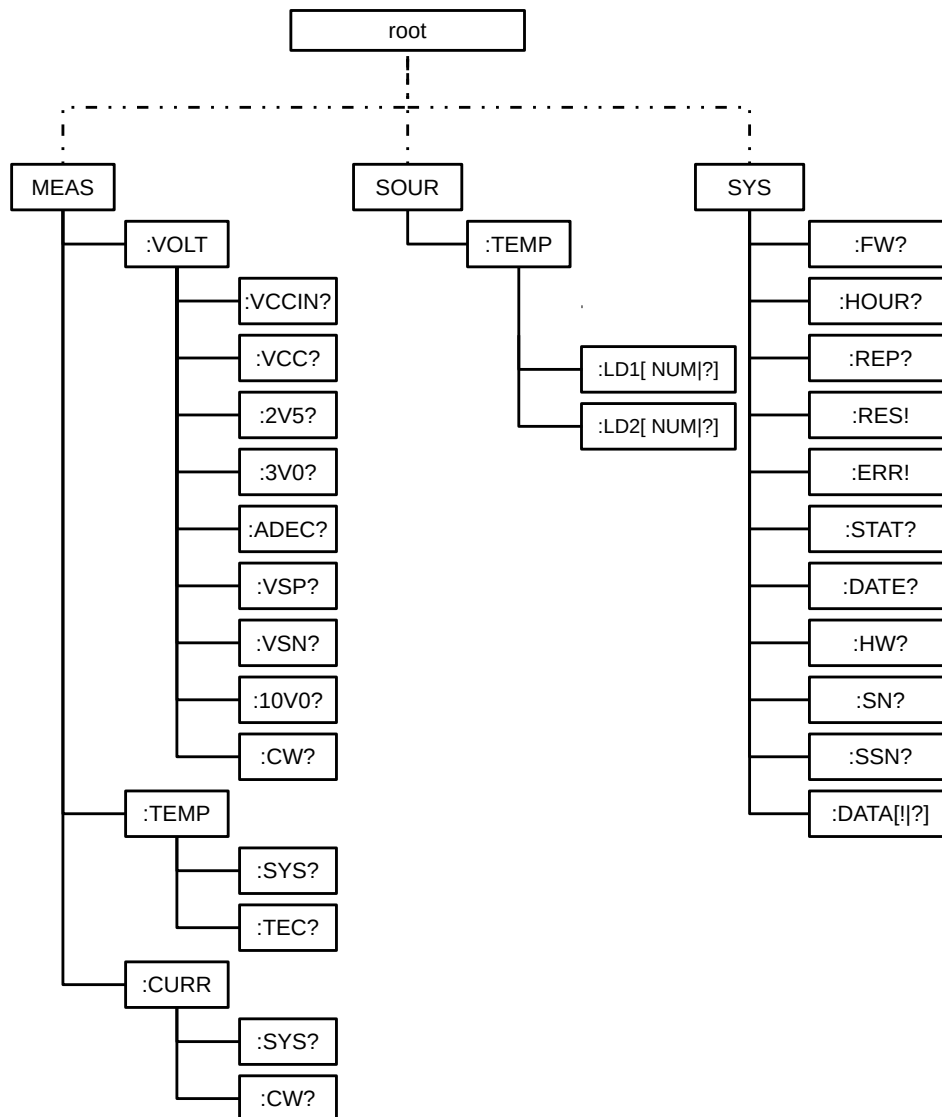 root
MEAS
SOUR
SYS
:VOLT
:TEMP
:FW?
:VCCIN?
:HOUR?
:VCC?
:LD1[ NUM|?]
:REP?
:2V5?
:LD2[ NUM|?]
:RES!
:3V0?
:ERR!
:ADEC?
:STAT?
:VSP?
:DATE?
:VSN?
:HW?
:10V0?
:SN?
:CW?
:SSN?
:TEMP
:DATA[!|?]
:SYS?
:TEC?
:CURR
:SYS?
:CW?